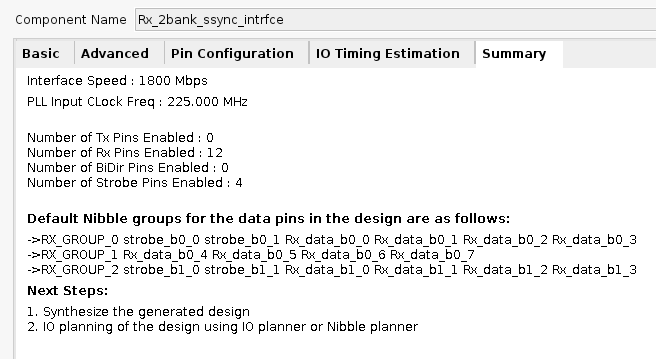 Component Name Rx_2bank_ssync_intrfce
Basic Advanced Pin Configuration IO Timing Estimation Summary
Interface Speed : 1800 Mbps
PLL Input CLock Freq : 225.000 MHz
Number of Tx Pins Enabled : 0
Number of Rx Pins Enabled : 12
Number of BiDir Pins Enabled : 0
Number of Strobe Pins Enabled : 4
Default Nibble groups for the data pins in the design are as follows:
->RX_GROUP_0 strobe_b0_0 strobe_b0_1 Rx_data_b0_0 Rx_data_b0_1 Rx_data_b0_2 Rx_data_b0_3
->RX_GROUP_1 Rx_data_b0_4 Rx_data_b0_5 Rx_data_b0_6 Rx_data_b0_7
->RX_GROUP_2 strobe_b1_0 strobe_b1_1 Rx_data_b1_0 Rx_data_b1_1 Rx_data_b1_2 Rx_data_b1_3
Next Steps:
1. Synthesize the generated design
2. IO planning of the design using IO planner or Nibble planner